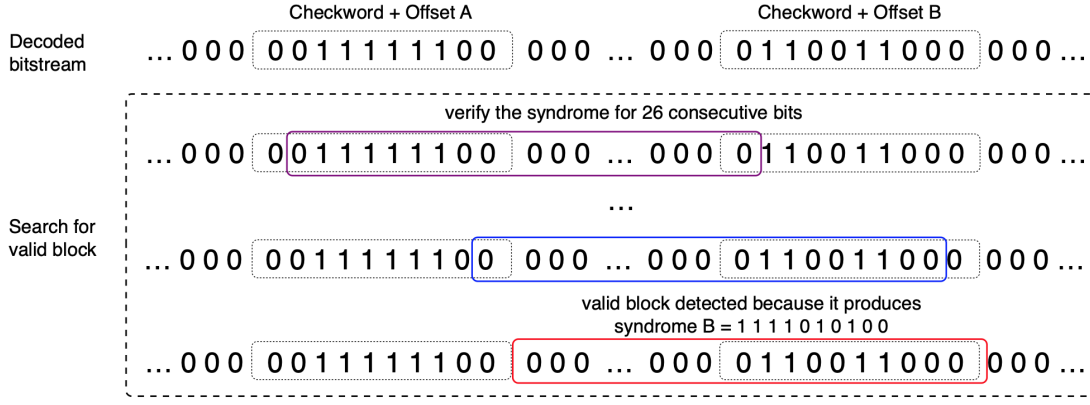 Checkword + Offset A Checkword + Offset B
Decoded
bitstream
... 0 0 0 0 0 1 1 1 1 1 1 0 0 0 0 0 ... 0 0 0 0 1 1 0 0 1 1 0 0 0 0 0 0 ...
verify the syndrome for 26 consecutive bits
... 0 0 0 0 0 1 1 1 1 1 1 0 0 0 0 0 ... 0 0 0 0 1 1 0 0 1 1 0 0 0 0 0 0 ...
...
Search for
valid block
... 0 0 0 0 0 1 1 1 1 1 1 0 0 0 0 0 ... 0 0 0 0 1 1 0 0 1 1 0 0 0 0 0 0 ...
valid block detected because it produces
syndrome B = 1 1 1 1 0 1 0 1 0 0
... 0 0 0 0 0 1 1 1 1 1 1 0 0 0 0 0 ... 0 0 0 0 1 1 0 0 1 1 0 0 0 0 0 0 ...